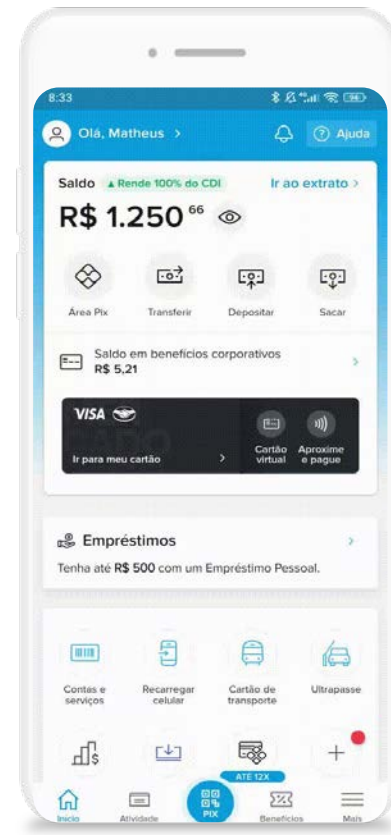 8:33
Olá, Matheus >
Ajuda
Saldo ▲ Rende 100% do CDI
Ir ao extrato >
R$ 1.250 66
Área Pix
Transferir
Depositar
Sacar
Saldo em benefícios corporativos
R$ 5,21
VISA
Ir para meu cartão >
Cartão virtual
Aproxime e pague
Empréstimos
Tenha até R$ 500 com um Empréstimo Pessoal.
Contas e serviços
Recarregar celular
Cartão de transporte
Ultrapasse
ATÉ 12X
Início
Atividade
PIX
Benefícios
Mais